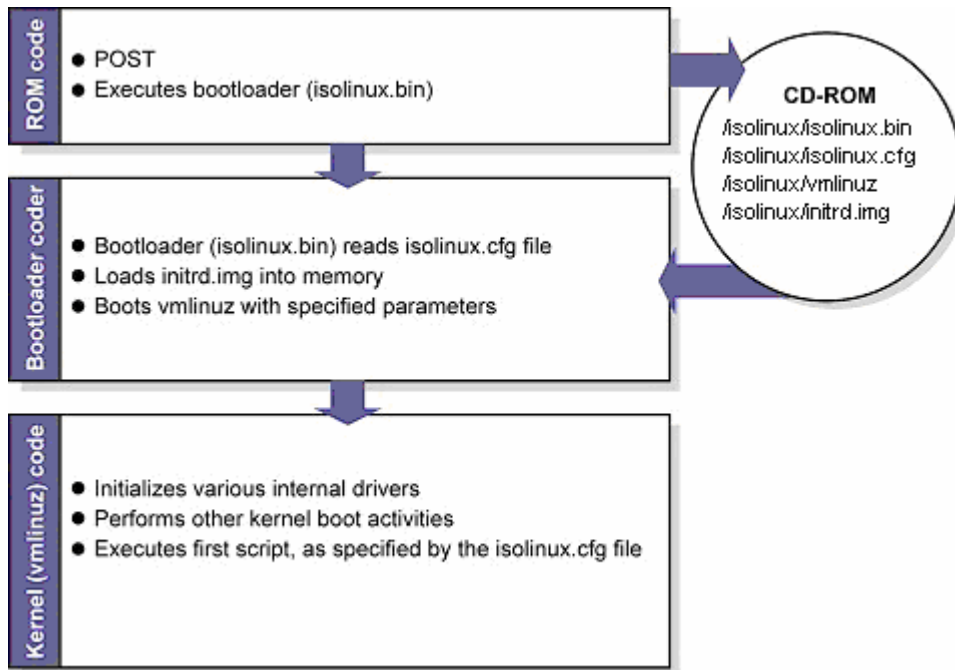 ROM code
● POST
● Executes bootloader (isolinux.bin)
CD-ROM
/isolinux/isolinux.bin
/isolinux/isolinux.cfg
/isolinux/vmlinuz
/isolinux/initrd.img
Bootloader coder
● Bootloader (isolinux.bin) reads isolinux.cfg file
● Loads initrd.img into memory
● Boots vmlinuz with specified parameters
Kernel (vmlinuz) code
● Initializes various internal drivers
● Performs other kernel boot activities
● Executes first script, as specified by the isolinux.cfg file